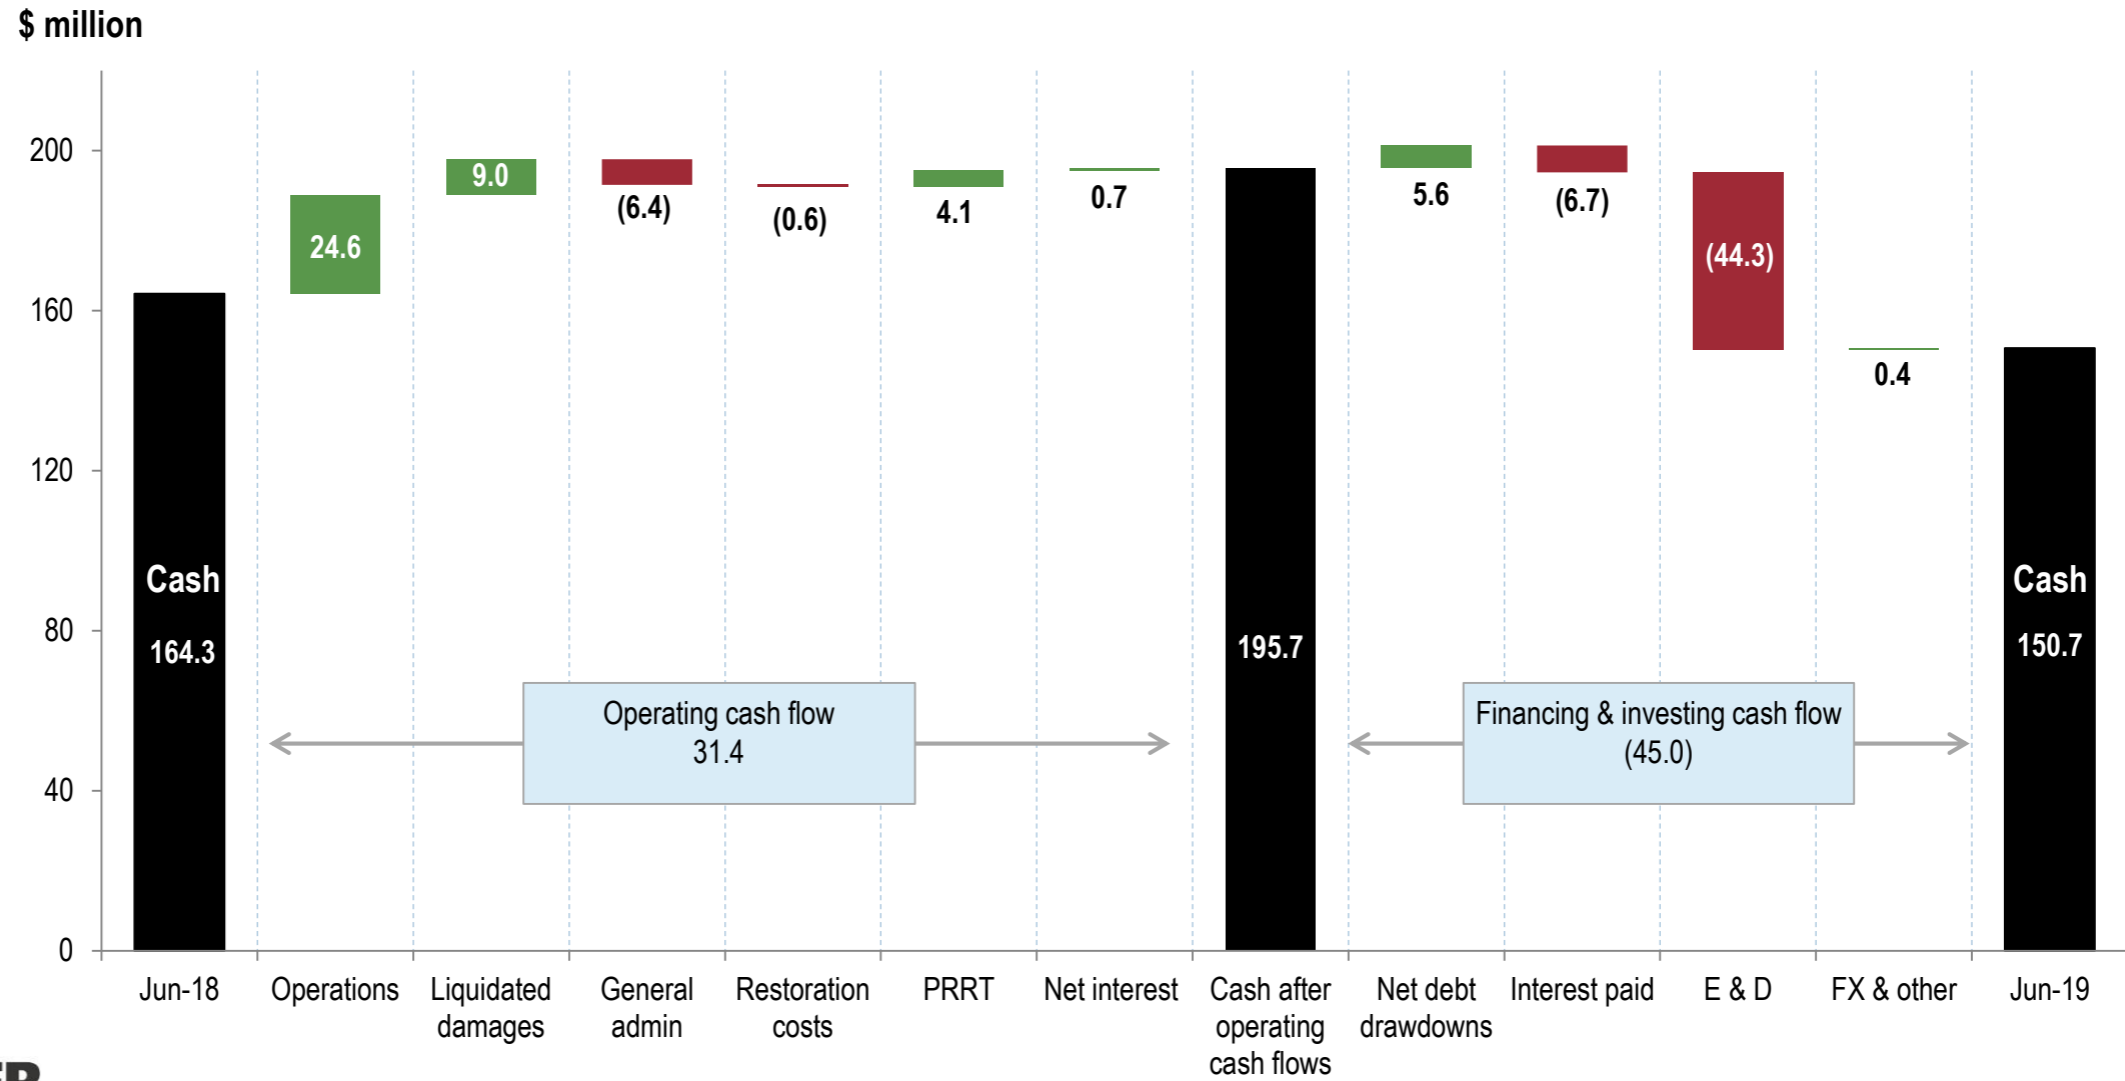 $ million
200
160
120
80
40
0
24.6
9.0
(6.4)
(0.6)
4.1
0.7
5.6
(6.7)
(44.3)
0.4
Cash
164.3
195.7
Cash
150.7
Operating cash flow
31.4
Financing & investing cash flow
(45.0)
Jun-18
Operations
Liquidated
damages
General
admin
Restoration
costs
PRRT
Net interest
Cash after
operating
cash flows
Net debt
drawdowns
Interest paid
E & D
FX & other
Jun-19